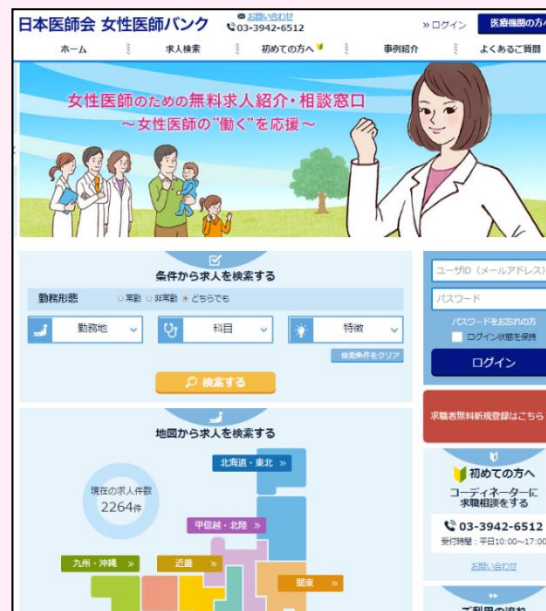 日本医師会 女性医師バンク
お問い合わせ
03-3942-6512
ログイン
医療機関の方へ
ホーム
求人検索
初めての方へ
事例紹介
よくあるご質問
女性医師のための無料求人紹介・相談窓口
～女性医師の”働く”を応援～
条件から求人を検索する
勤務形態 常勤 非常勤 どちらでも
勤務地 科目 特徴
検索条件をクリア
検索する
地図から求人を検索する
現在の求人件数
2264件
北海道・東北 »
甲信越・北陸 »
九州・沖縄 »
近畿 »
関東 »
ユーザID（メールアドレス）
パスワード
パスワードをお忘れの方
ログイン状態を保持
ログイン
求職者無料新規登録はこちら
初めての方へ
コーディネーターに
求職相談をする
03-3942-6512
受付時間：平日10:00～17:00
お問い合わせ
ご利用の流れ